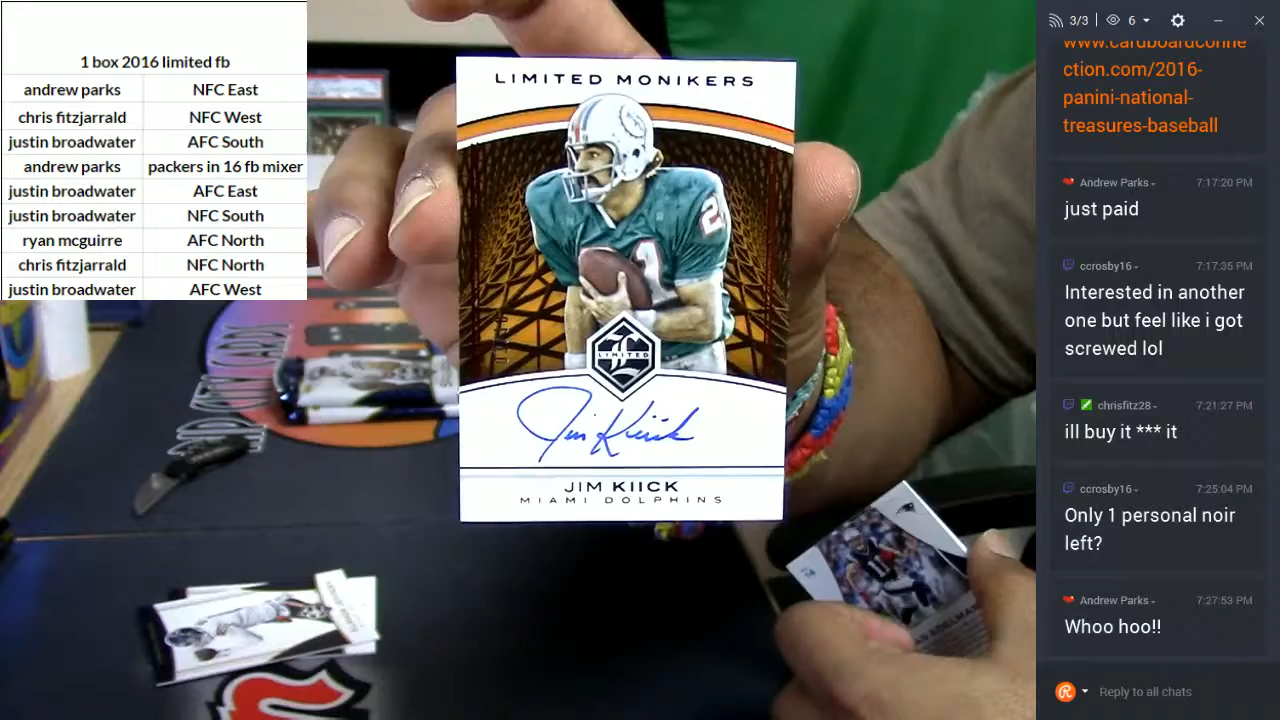 1 box 2016 limited fb
andrew parks NFC East
chris fitzjarrald NFC West
justin broadwater AFC South
andrew parks packers in 16 fb mixer
justin broadwater AFC East
justin broadwater NFC South
ryan mcguirre AFC North
chris fitzjarrald NFC North
justin broadwater AFC West
LIMITED MONIKERS
21
LIMITED
Jim Kiick
JIM KIICK
MIAMI DOLPHINS
3/3 | 6
www.cardboardconne
ction.com/2016-
panini-national-
treasures-baseball
Andrew Parks 7:17:20 PM
just paid
ccrosby16 7:17:35 PM
Interested in another
one but feel like i got
screwed lol
chrisfitz28 7:21:27 PM
ill buy it *** it
ccrosby16 7:25:04 PM
Only 1 personal noir
left?
Andrew Parks 7:27:53 PM
Whoo hoo!!
Reply to all chats